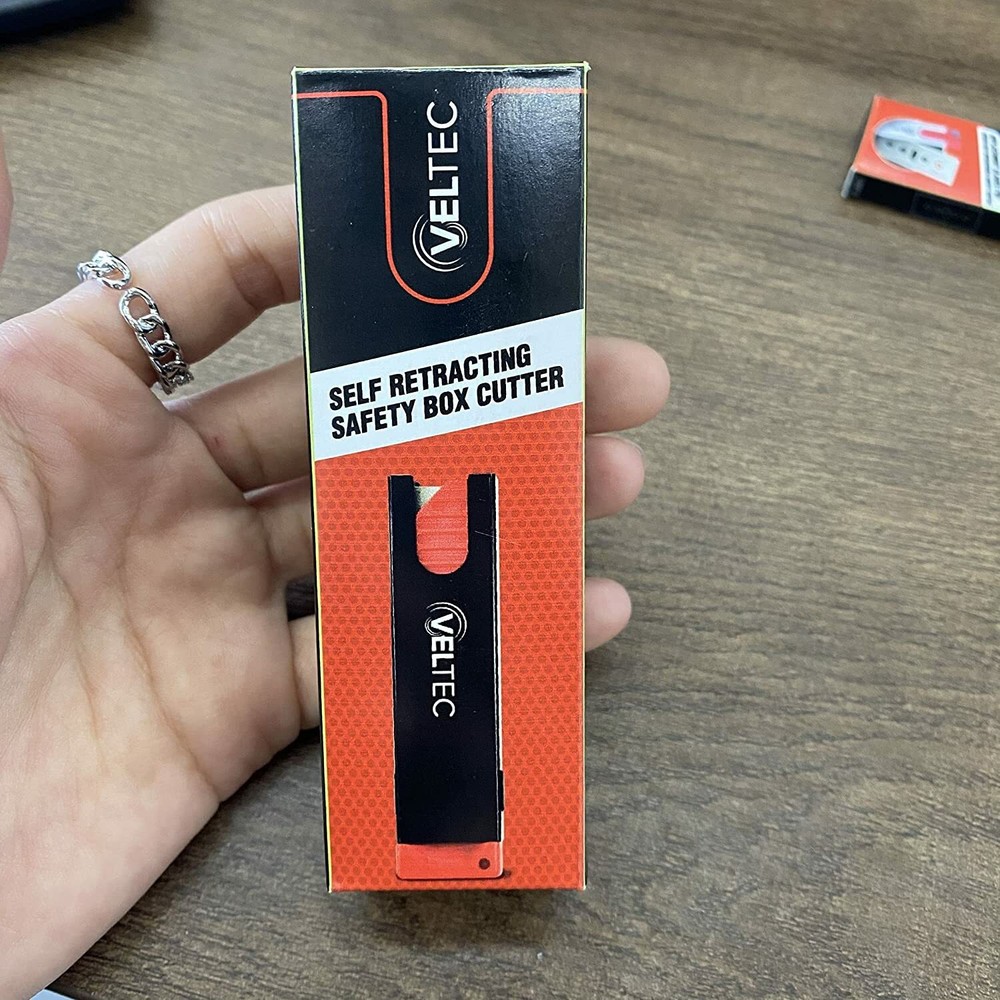 VELTEC
SELF RETRACTING
SAFETY BOX CUTTER
VELTEC